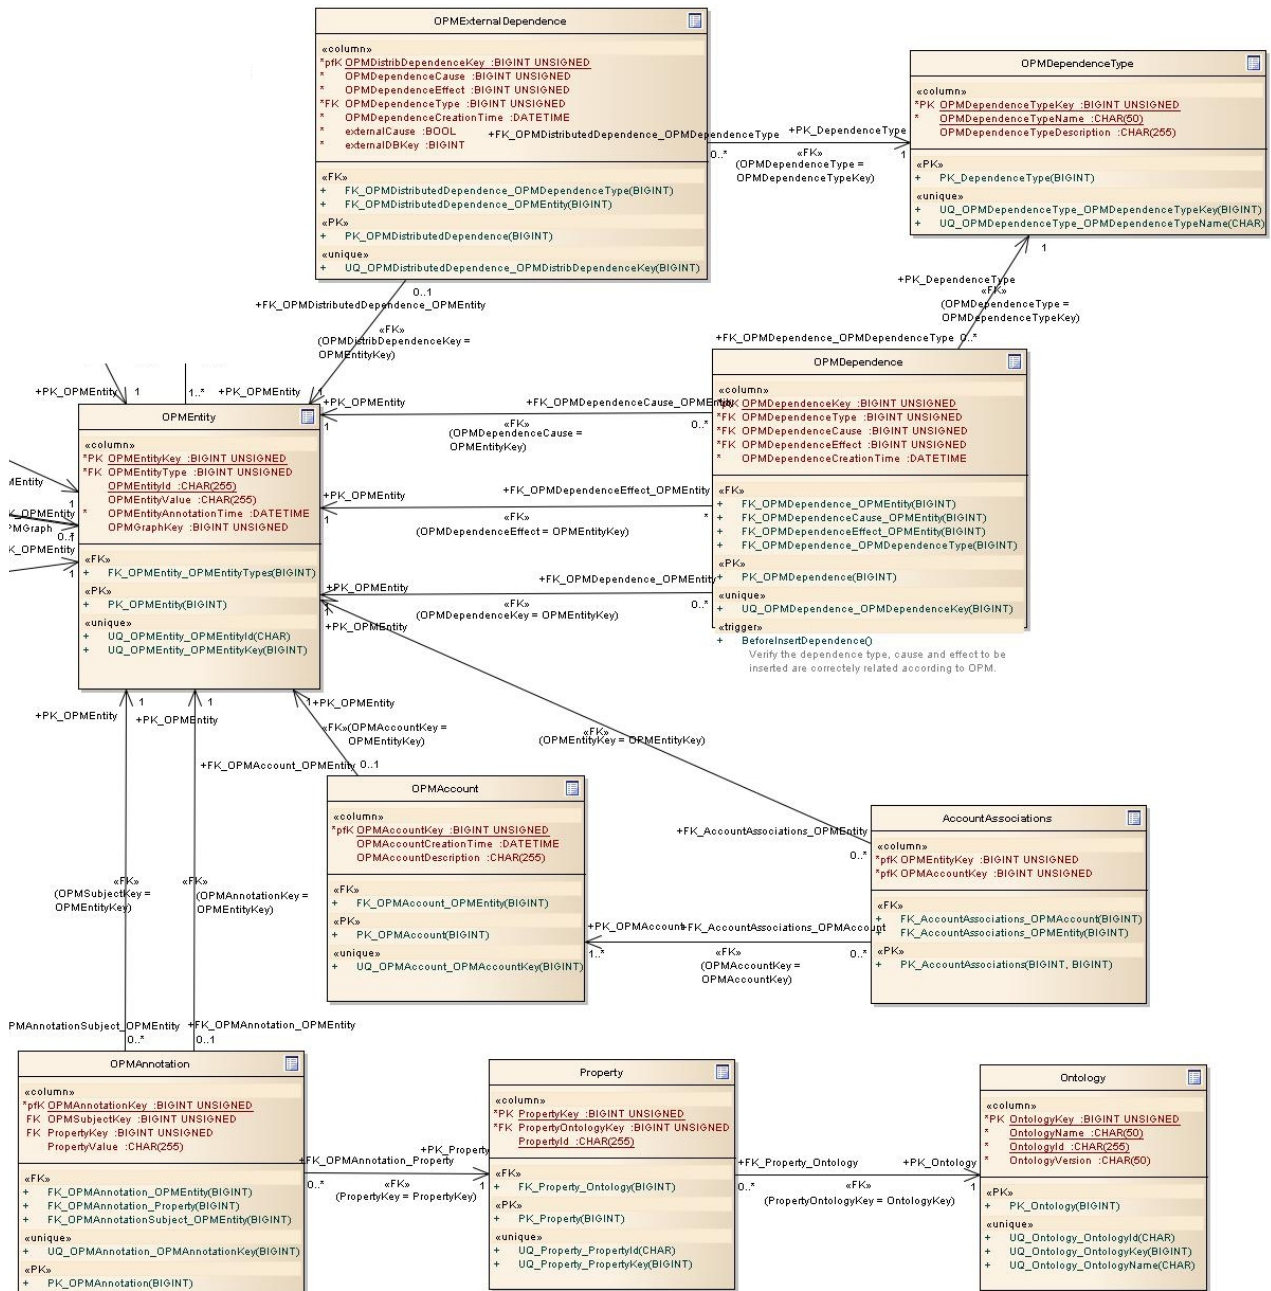 OPMExternalDependence
«column»
*pfK OPMDistribDependenceKey :BIGINT UNSIGNED
* OPMDependenceCause :BIGINT UNSIGNED
* OPMDependenceEffect :BIGINT UNSIGNED
*FK OPMDependenceType :BIGINT UNSIGNED
* OPMDependenceCreationTime :DATETIME
* externalCause :BOOL
* externalDBKey :BIGINT
«FK»
+ FK_OPMDistributedDependence_OPMDependenceType(BIGINT)
+ FK_OPMDistributedDependence_OPMEntity(BIGINT)
«PK»
+ PK_OPMDistributedDependence(BIGINT)
«unique»
+ UQ_OPMDistributedDependence_OPMDistribDependenceKey(BIGINT)
+FK_OPMDistributedDependence_OPMDependenceType
+PK_DependenceType
0..*
«FK»
1
(OPMDependenceType =
OPMDependenceTypeKey)
OPMDependenceType
«column»
*PK OPMDependenceTypeKey :BIGINT UNSIGNED
* OPMDependenceTypeName :CHAR(50)
OPMDependenceTypeDescription :CHAR(255)
«PK»
+ PK_DependenceType(BIGINT)
«unique»
+ UQ_OPMDependenceType_OPMDependenceTypeKey(BIGINT)
+ UQ_OPMDependenceType_OPMDependenceTypeName(CHAR)
1
+PK_DependenceType
«FK»
(OPMDependenceType =
OPMDependenceTypeKey)
+FK_OPMDependence_OPMDependenceType
0..*
0..1
+FK_OPMDistributedDependence_OPMEntity
«FK»
(OPMDistribDependenceKey =
OPMEntityKey)
+PK_OPMEntity
1
1..*
+PK_OPMEntity
1
OPMEntity
«column»
*PK OPMEntityKey :BIGINT UNSIGNED
*FK OPMEntityType :BIGINT UNSIGNED
OPMEntityId :CHAR(255)
OPMEntityValue :CHAR(255)
* OPMEntityAnnotationTime :DATETIME
OPMGraphKey :BIGINT UNSIGNED
«FK»
+ FK_OPMEntity_OPMEntityTypes(BIGINT)
«PK»
+ PK_OPMEntity(BIGINT)
«unique»
+ UQ_OPMEntity_OPMEntityId(CHAR)
+ UQ_OPMEntity_OPMEntityKey(BIGINT)
MEntity
1
K_OPMEntity
1
PMGraph
0..*
K_OPMEntity
1
+PK_OPMEntity
+FK_OPMDependenceCause_OPMEntity
1
«FK»
0..*
(OPMDependenceCause =
OPMEntityKey)
+PK_OPMEntity
+FK_OPMDependenceEffect_OPMEntity
1
«FK»
*
(OPMDependenceEffect = OPMEntityKey)
+PK_OPMEntity
+FK_OPMDependence_OPMEntity
1
«FK»
0..*
(OPMDependenceKey = OPMEntityKey)
+PK_OPMEntity
OPMDependence
«column»
*pfK OPMDependenceKey :BIGINT UNSIGNED
*FK OPMDependenceType :BIGINT UNSIGNED
*FK OPMDependenceCause :BIGINT UNSIGNED
*FK OPMDependenceEffect :BIGINT UNSIGNED
* OPMDependenceCreationTime :DATETIME
«FK»
+ FK_OPMDependence_OPMEntity(BIGINT)
+ FK_OPMDependenceCause_OPMEntity(BIGINT)
+ FK_OPMDependenceEffect_OPMEntity(BIGINT)
+ FK_OPMDependence_OPMDependenceType(BIGINT)
«PK»
+ PK_OPMDependence(BIGINT)
«unique»
+ UQ_OPMDependence_OPMDependenceKey(BIGINT)
«trigger»
+ BeforeInsertDependence()
Verify the dependence type, cause and effect to be
inserted are correctely related according to OPM.
1
1
+PK_OPMEntity
+PK_OPMEntity
1
+PK_OPMEntity
«FK»(OPMAccountKey =
OPMEntityKey)
+FK_OPMAccount_OPMEntity
0..1
«FK»
(OPMEntityKey = OPMEntityKey)
OPMAccount
«column»
*pfK OPMAccountKey :BIGINT UNSIGNED
OPMAccountCreationTime :DATETIME
OPMAccountDescription :CHAR(255)
«FK»
+ FK_OPMAccount_OPMEntity(BIGINT)
«PK»
+ PK_OPMAccount(BIGINT)
«unique»
+ UQ_OPMAccount_OPMAccountKey(BIGINT)
+FK_AccountAssociations_OPMEntity
0..*
AccountAssociations
«column»
*pfK OPMEntityKey :BIGINT UNSIGNED
*pfK OPMAccountKey :BIGINT UNSIGNED
«FK»
+ FK_AccountAssociations_OPMAccount(BIGINT)
+ FK_AccountAssociations_OPMEntity(BIGINT)
«PK»
+ PK_AccountAssociations(BIGINT, BIGINT)
+PK_OPMAccount
+FK_AccountAssociations_OPMAccount
1..*
«FK»
0..*
(OPMAccountKey =
OPMAccountKey)
«FK»
(OPMSubjectKey =
OPMEntityKey)
«FK»
(OPMAnnotationKey =
OPMEntityKey)
PMAnnotationSubject_OPMEntity
0..*
+FK_OPMAnnotation_OPMEntity
0..1
OPMAnnotation
«column»
*pfK OPMAnnotationKey :BIGINT UNSIGNED
FK OPMSubjectKey :BIGINT UNSIGNED
FK PropertyKey :BIGINT UNSIGNED
PropertyValue :CHAR(255)
«FK»
+ FK_OPMAnnotation_OPMEntity(BIGINT)
+ FK_OPMAnnotation_Property(BIGINT)
+ FK_OPMAnnotationSubject_OPMEntity(BIGINT)
«unique»
+ UQ_OPMAnnotation_OPMAnnotationKey(BIGINT)
«PK»
+ PK_OPMAnnotation(BIGINT)
+FK_OPMAnnotation_Property
+PK_Property
0..*
«FK»
1
(PropertyKey = PropertyKey)
Property
«column»
*PK PropertyKey :BIGINT UNSIGNED
*FK PropertyOntologyKey :BIGINT UNSIGNED
PropertyId :CHAR(255)
«FK»
+ FK_Property_Ontology(BIGINT)
«PK»
+ PK_Property(BIGINT)
«unique»
+ UQ_Property_PropertyId(CHAR)
+ UQ_Property_PropertyKey(BIGINT)
+FK_Property_Ontology
+PK_Ontology
0..*
«FK»
1
(PropertyOntologyKey = OntologyKey)
Ontology
«column»
*PK OntologyKey :BIGINT UNSIGNED
* OntologyName :CHAR(50)
* OntologyId :CHAR(255)
* OntologyVersion :CHAR(50)
«PK»
+ PK_Ontology(BIGINT)
«unique»
+ UQ_Ontology_OntologyId(CHAR)
+ UQ_Ontology_OntologyKey(BIGINT)
+ UQ_Ontology_OntologyName(CHAR)